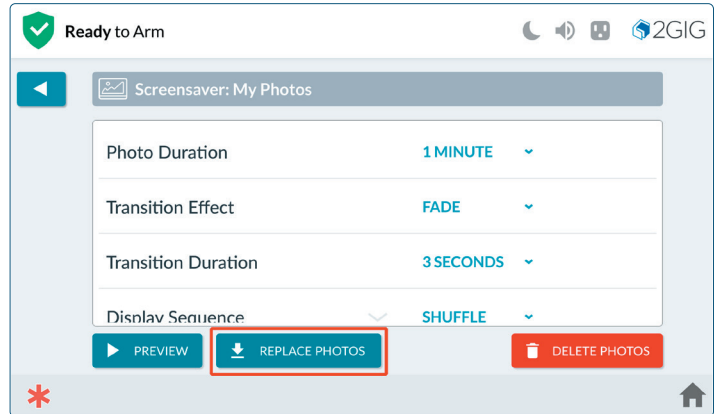 Ready to Arm
2GIG
Screensaver: My Photos
Photo Duration 1 MINUTE
Transition Effect FADE
Transition Duration 3 SECONDS
Display Sequence SHUFFLE
PREVIEW REPLACE PHOTOS DELETE PHOTOS